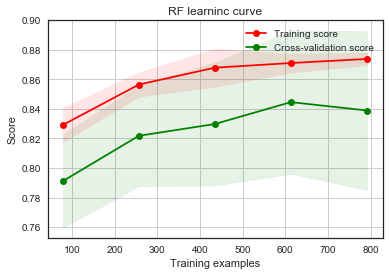 RF learninc curve
Training score
Cross-validation score
Score
0.90
0.88
0.86
0.84
0.82
0.80
0.78
0.76
100 200 300 400 500 600 700 800
Training examples